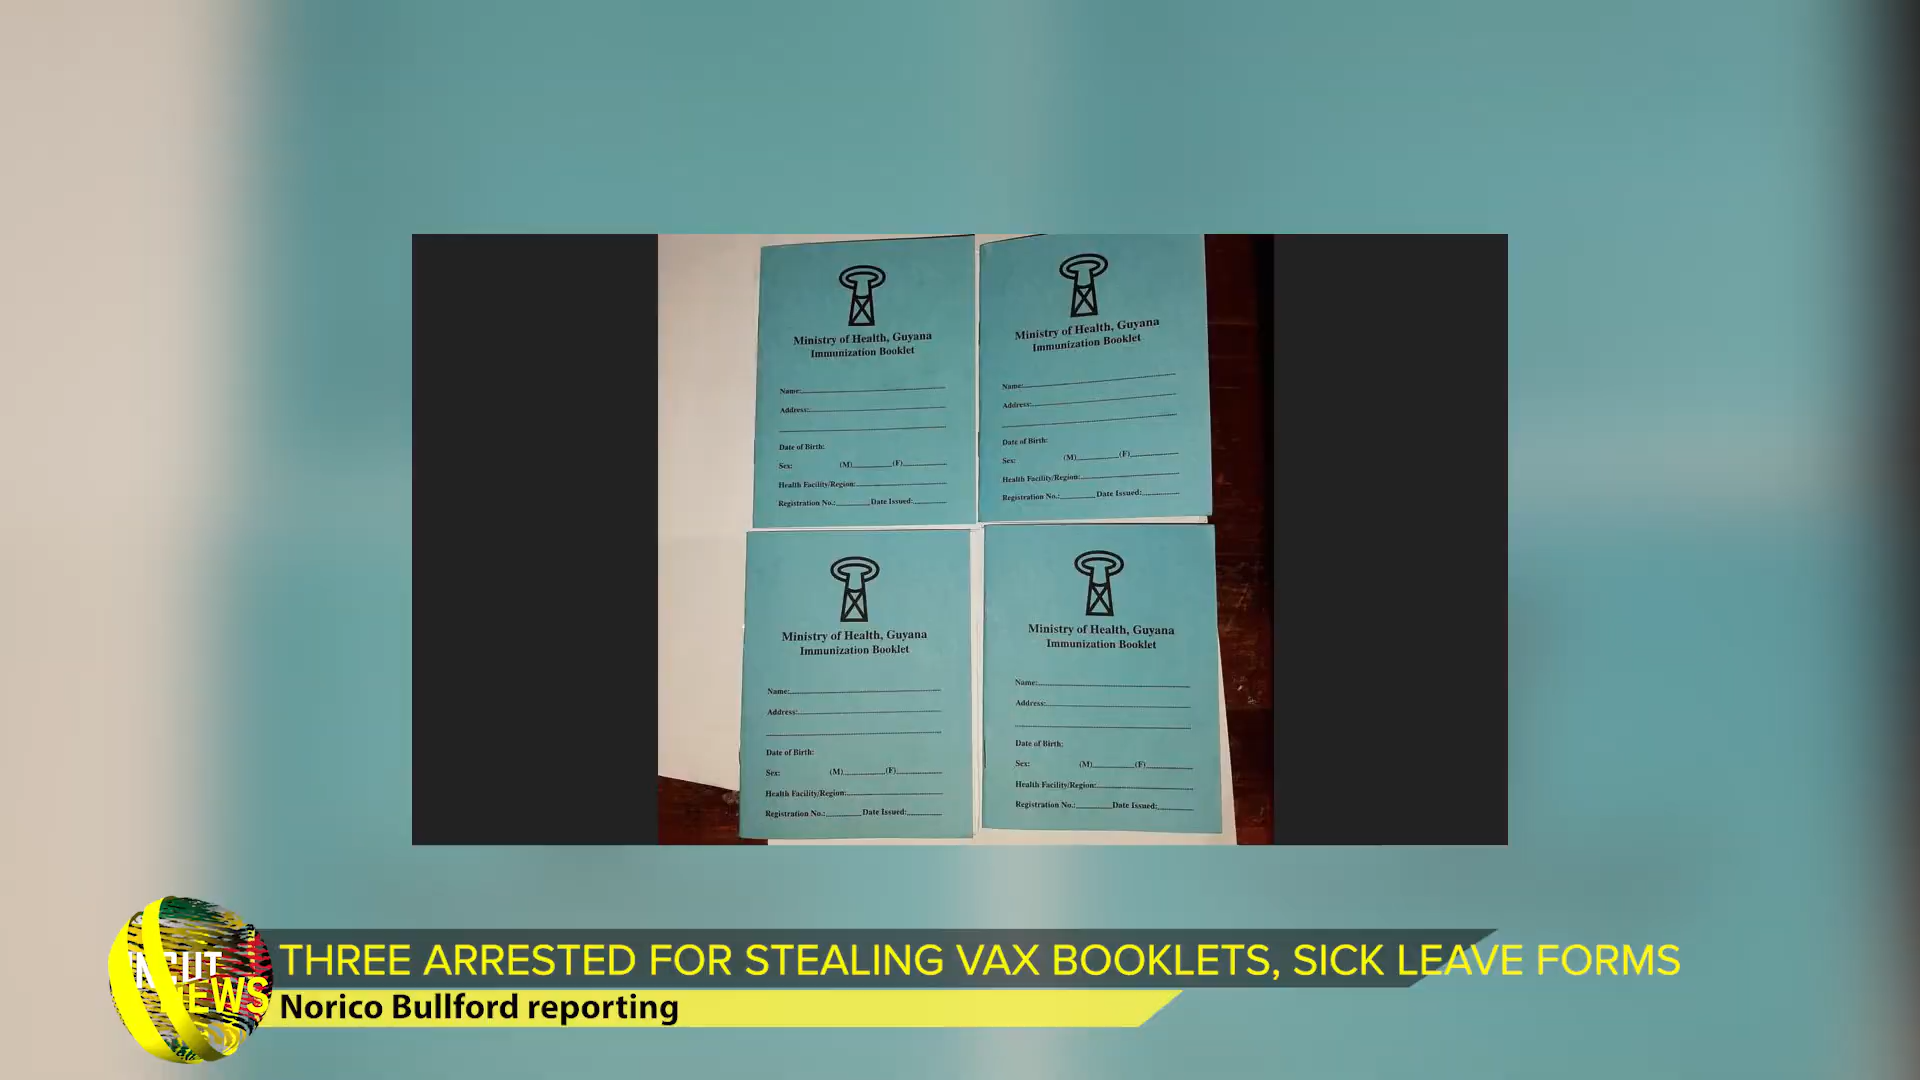 Ministry of Health, Guyana
Immunization Booklet
Name:
Address:
Date of Birth:
Sex: (M) (F)
Health Facility/Region:
Registration No.: Date Issued:
Ministry of Health, Guyana
Immunization Booklet
Name:
Address:
Date of Birth:
Sex: (M) (F)
Health Facility/Region:
Registration No.: Date Issued:
Ministry of Health, Guyana
Immunization Booklet
Name:
Address:
Date of Birth:
Sex: (M) (F)
Health Facility/Region:
Registration No.: Date Issued:
Ministry of Health, Guyana
Immunization Booklet
Name:
Address:
Date of Birth:
Sex: (M) (F)
Health Facility/Region:
Registration No.: Date Issued:
NEWS
THREE ARRESTED FOR STEALING VAX BOOKLETS, SICK LEAVE FORMS
Norico Bullford reporting